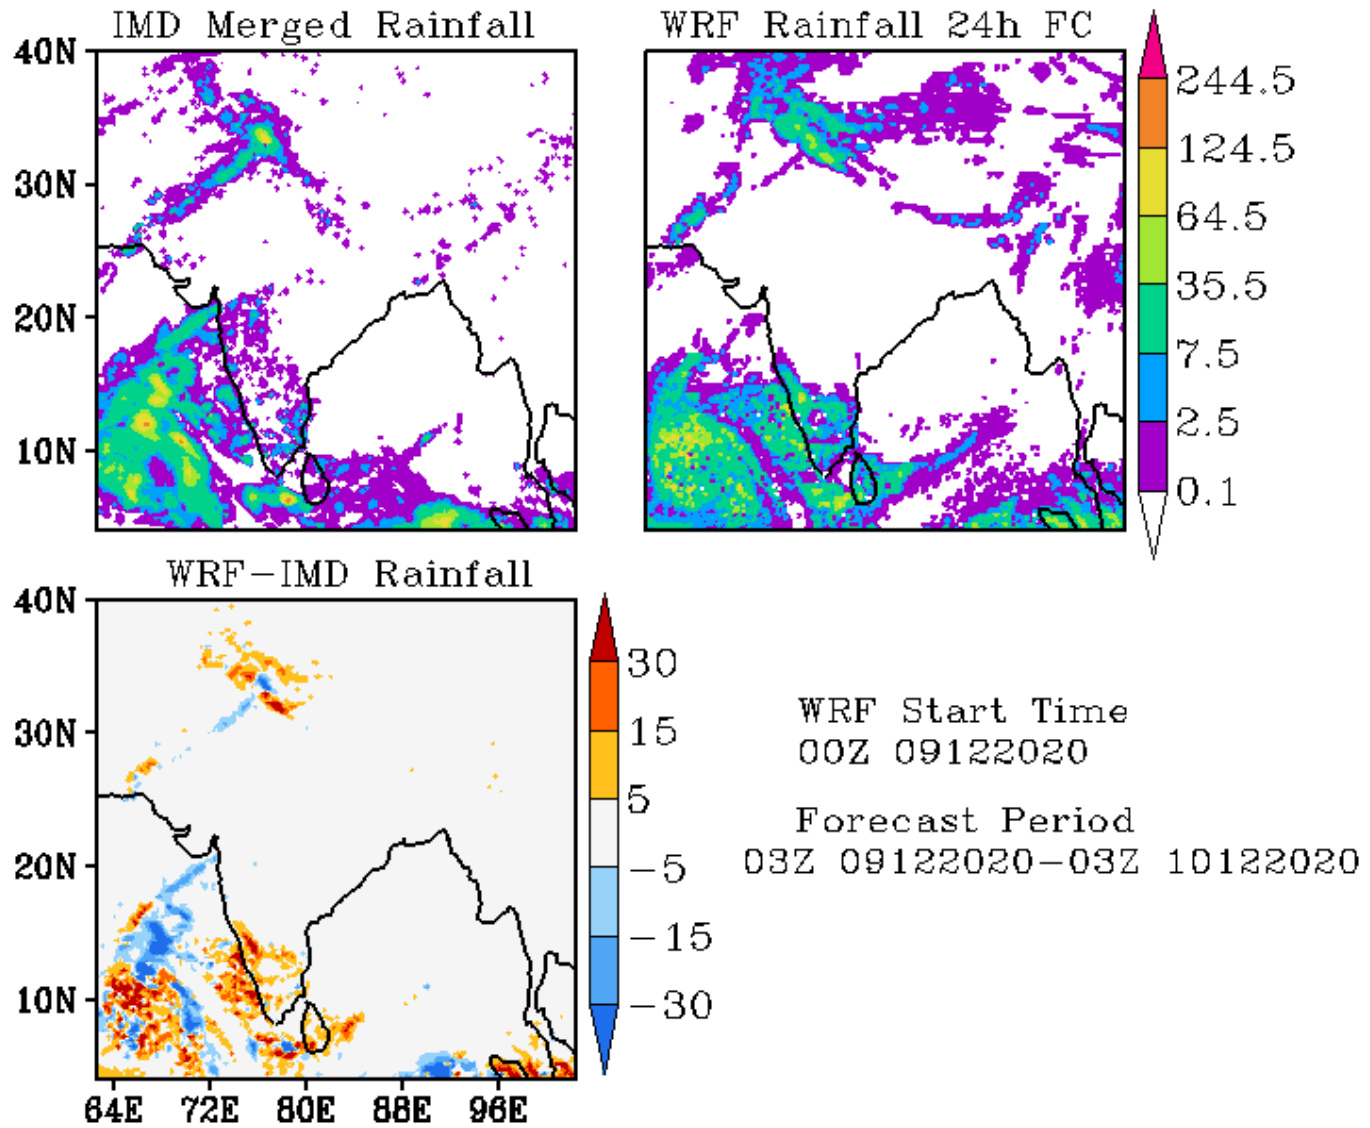 IMD Merged Rainfall
WRF Rainfall 24h FC
40N
30N
20N
10N
244.5
124.5
64.5
35.5
7.5
2.5
0.1
WRF-IMD Rainfall
40N
30N
20N
10N
64E 72E 80E 88E 96E
30
15
5
-5
-15
-30
WRF Start Time
00Z 09122020
Forecast Period
03Z 09122020-03Z 10122020